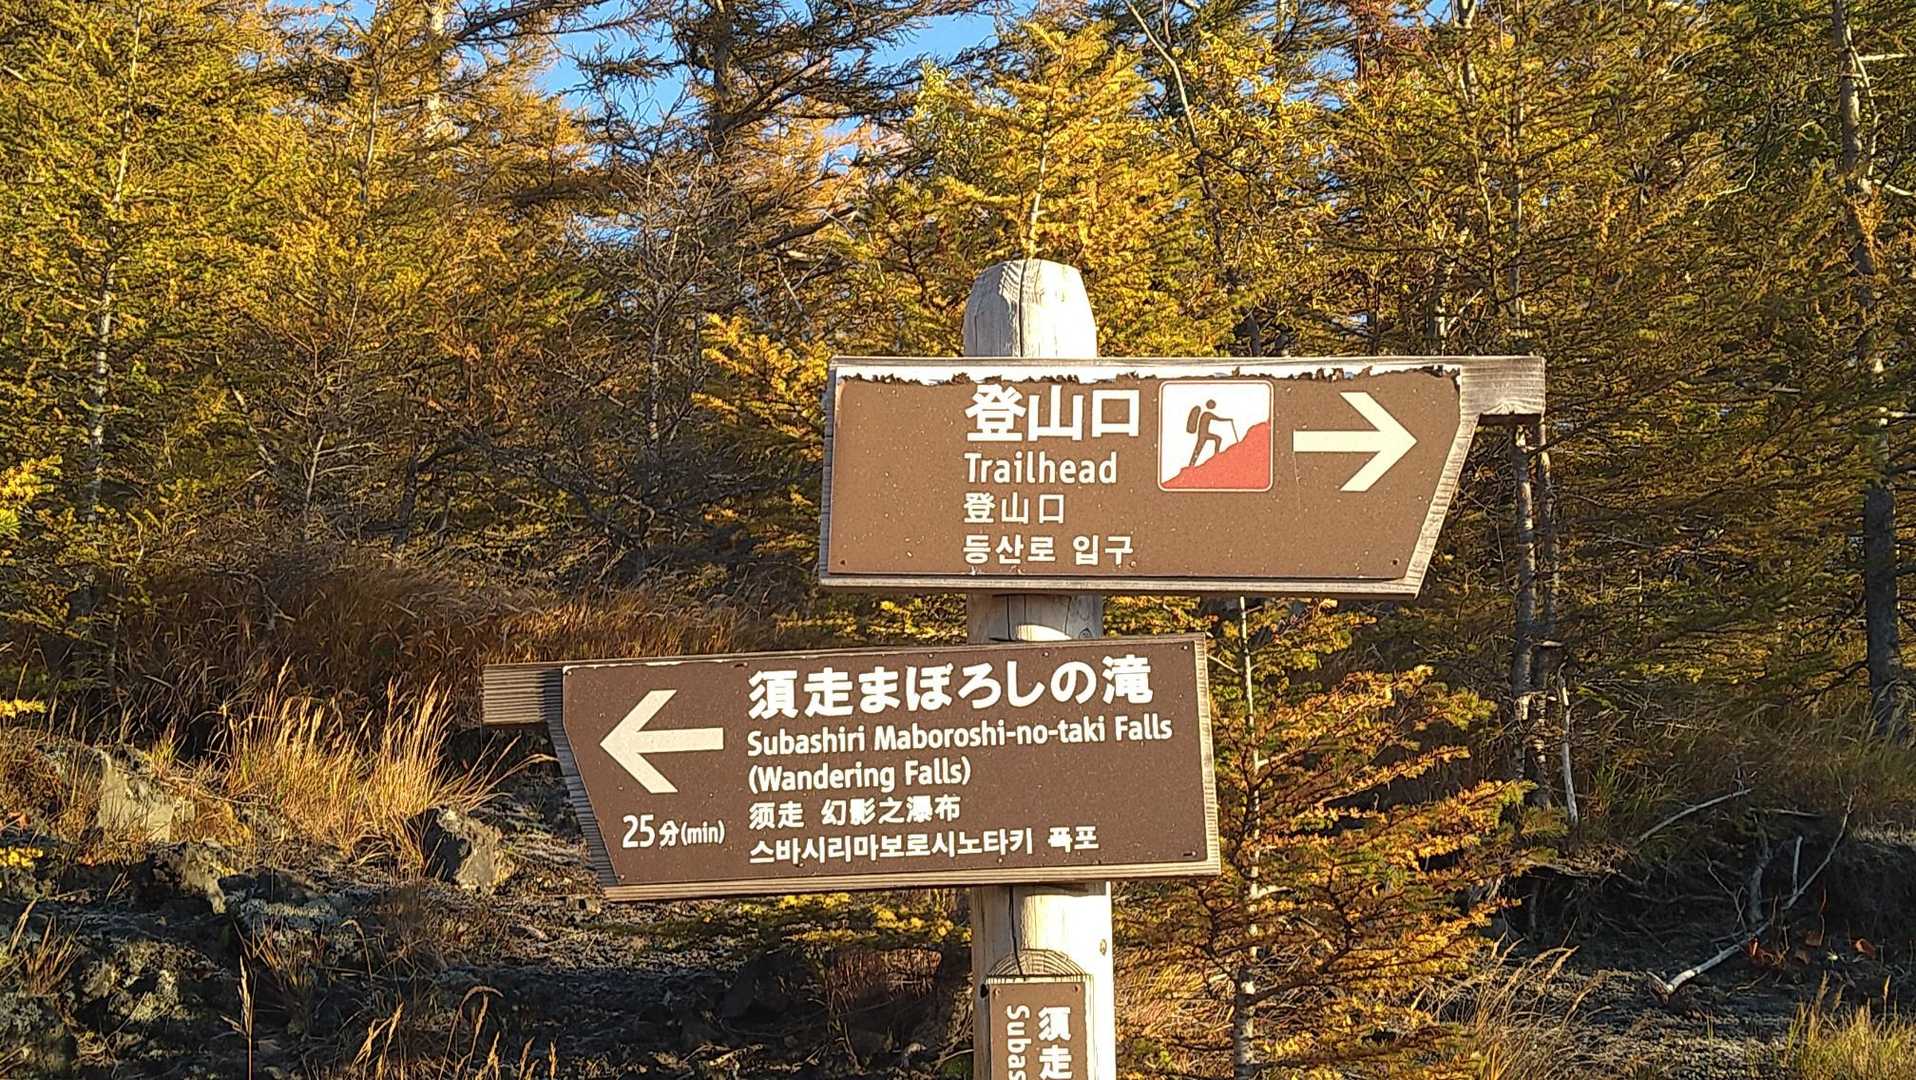 登山口
Trailhead
登山口
등산로 입구
須走まぼろしの滝
Subashiri Maboroshi-no-taki Falls
(Wandering Falls)
须走 幻影之瀑布
스바시리마보로시노타키 폭포
25分(min)
須走